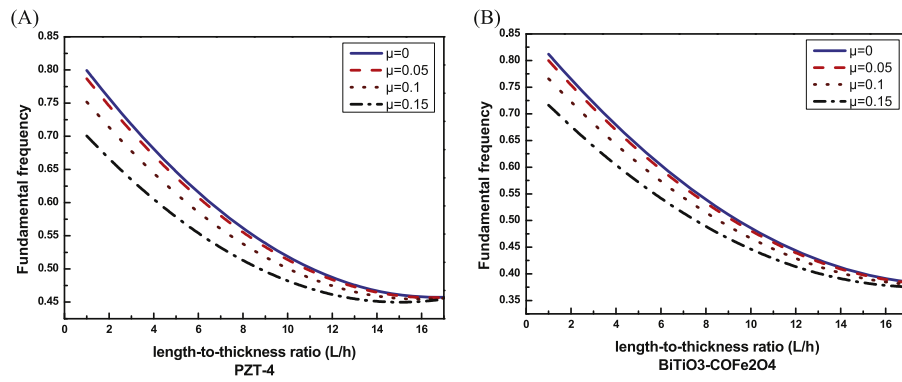 (A)
0.85
0.80
0.75
0.70
0.65
0.60
0.55
0.50
0.45
Fundamental frequency
μ=0
μ=0.05
μ=0.1
μ=0.15
0 2 4 6 8 10 12 14 16
length-to-thickness ratio (L/h)
PZT-4
(B)
0.85
0.80
0.75
0.70
0.65
0.60
0.55
0.50
0.45
0.40
0.35
Fundamental frequency
μ=0
μ=0.05
μ=0.1
μ=0.15
0 2 4 6 8 10 12 14 16
length-to-thickness ratio (L/h)
BiTiO3-COFe2O4